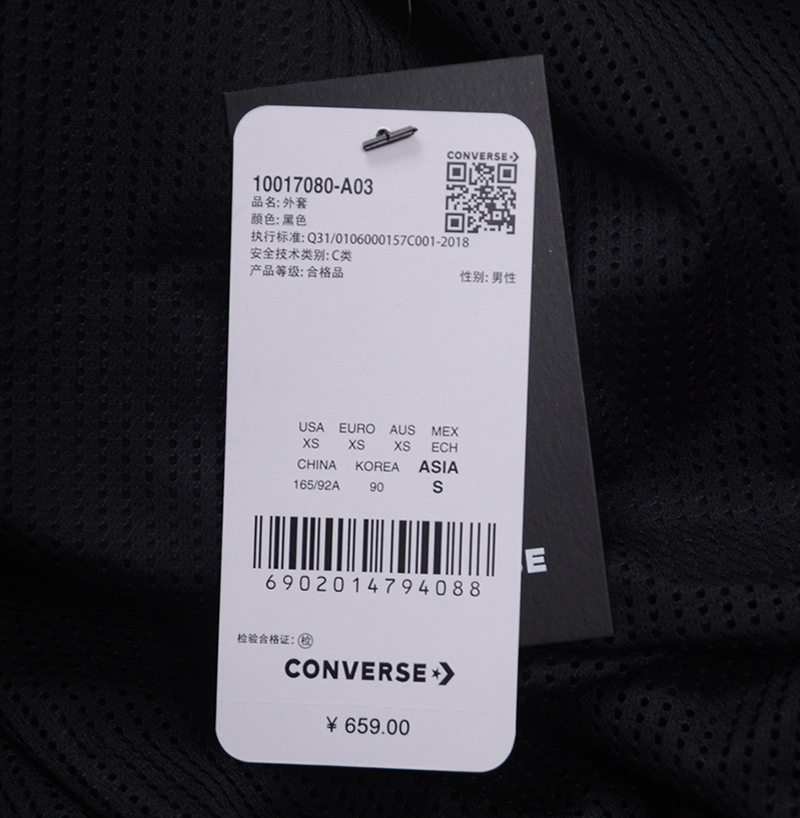 CONVERSE
10017080-A03
品名: 外套
颜色: 黑色
执行标准: Q31/0106000157C001-2018
安全技术类别: C类
产品等级: 合格品 性别: 男性
USA EURO AUS MEX
XS XS XS ECH
CHINA KOREA ASIA
165/92A 90 S
6902014794088
检验合格证: 检
CONVERSE
¥ 659.00